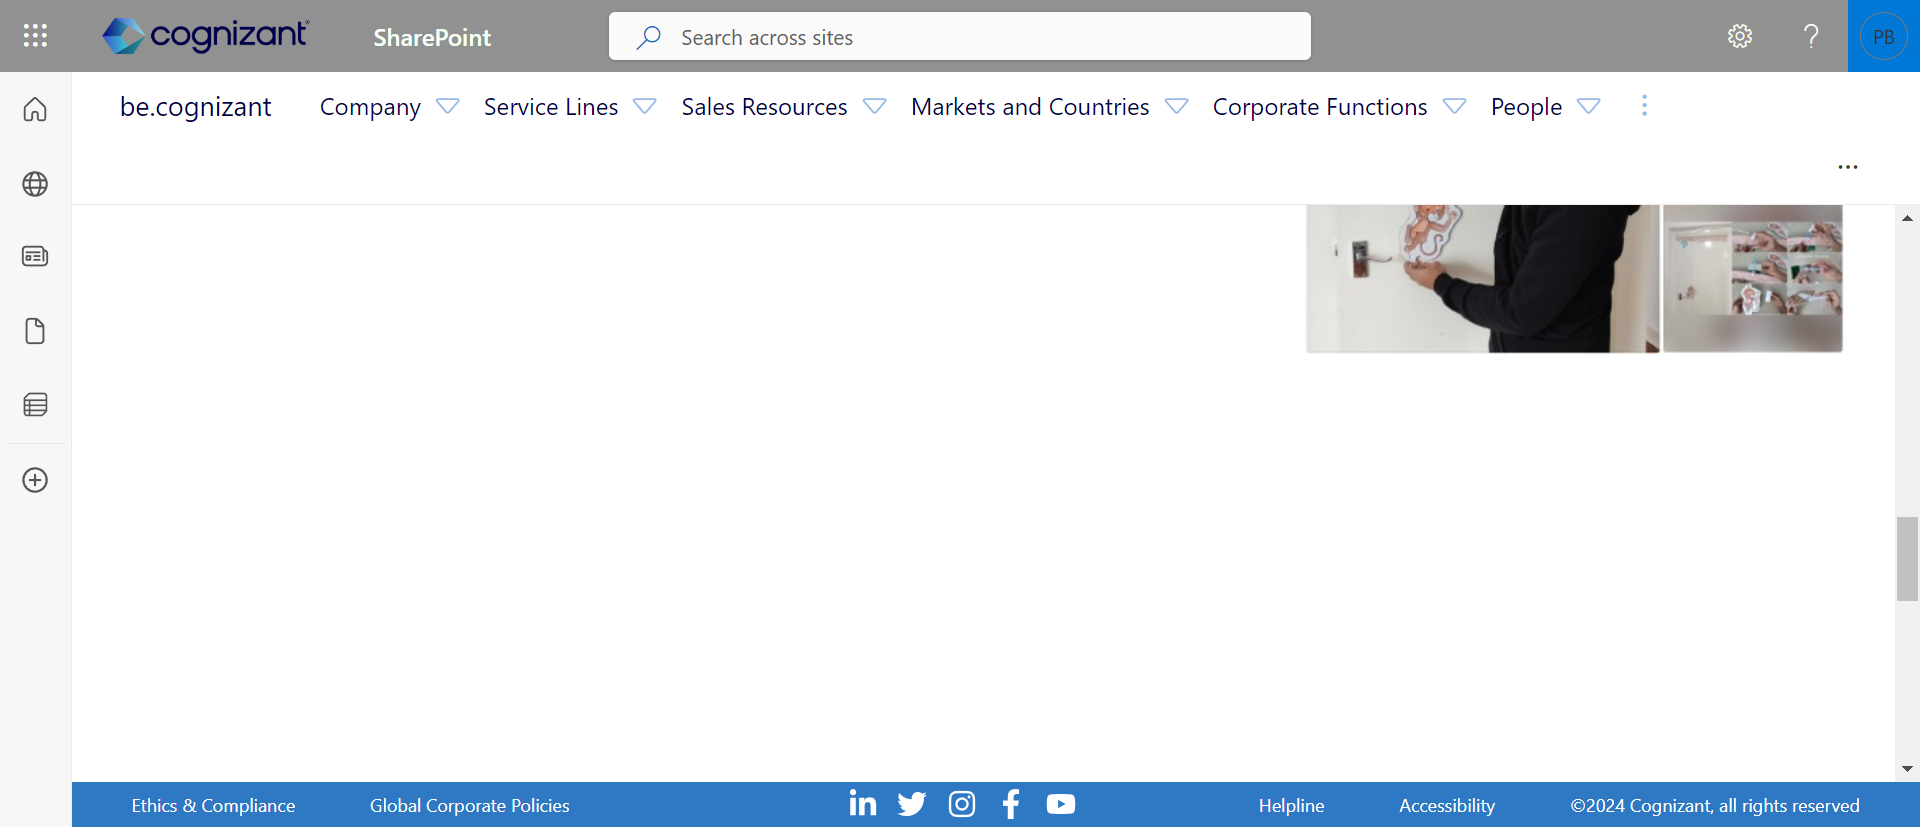 cognizant
SharePoint
Search across sites
PB
be.cognizant
Company
Service Lines
Sales Resources
Markets and Countries
Corporate Functions
People
Ethics & Compliance
Global Corporate Policies
Helpline
Accessibility
©2024 Cognizant, all rights reserved